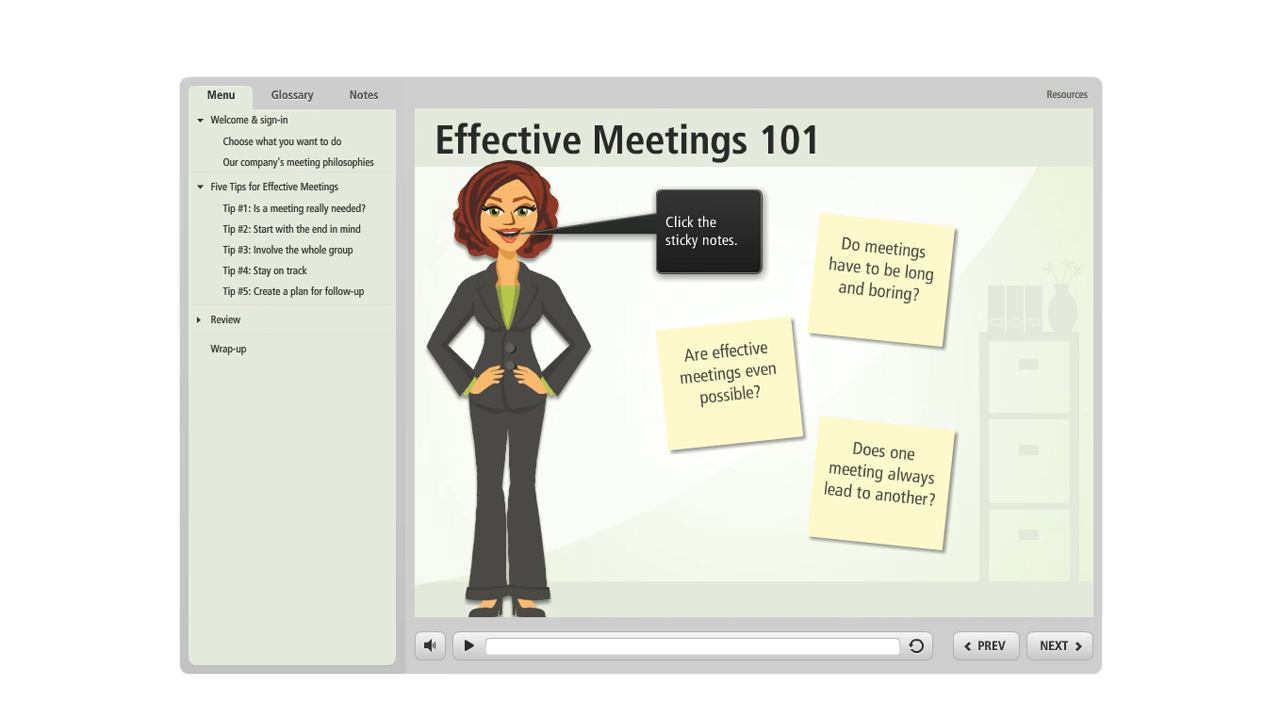 Menu
Glossary
Notes
Resources
Welcome & sign-in
Choose what you want to do
Our company's meeting philosophies
Five Tips for Effective Meetings
Tip #1: Is a meeting really needed?
Tip #2: Start with the end in mind
Tip #3: Involve the whole group
Tip #4: Stay on track
Tip #5: Create a plan for follow-up
Review
Wrap-up
Effective Meetings 101
Click the
sticky notes.
Do meetings
have to be long
and boring?
Are effective
meetings even
possible?
Does one
meeting always
lead to another?
PREV
NEXT